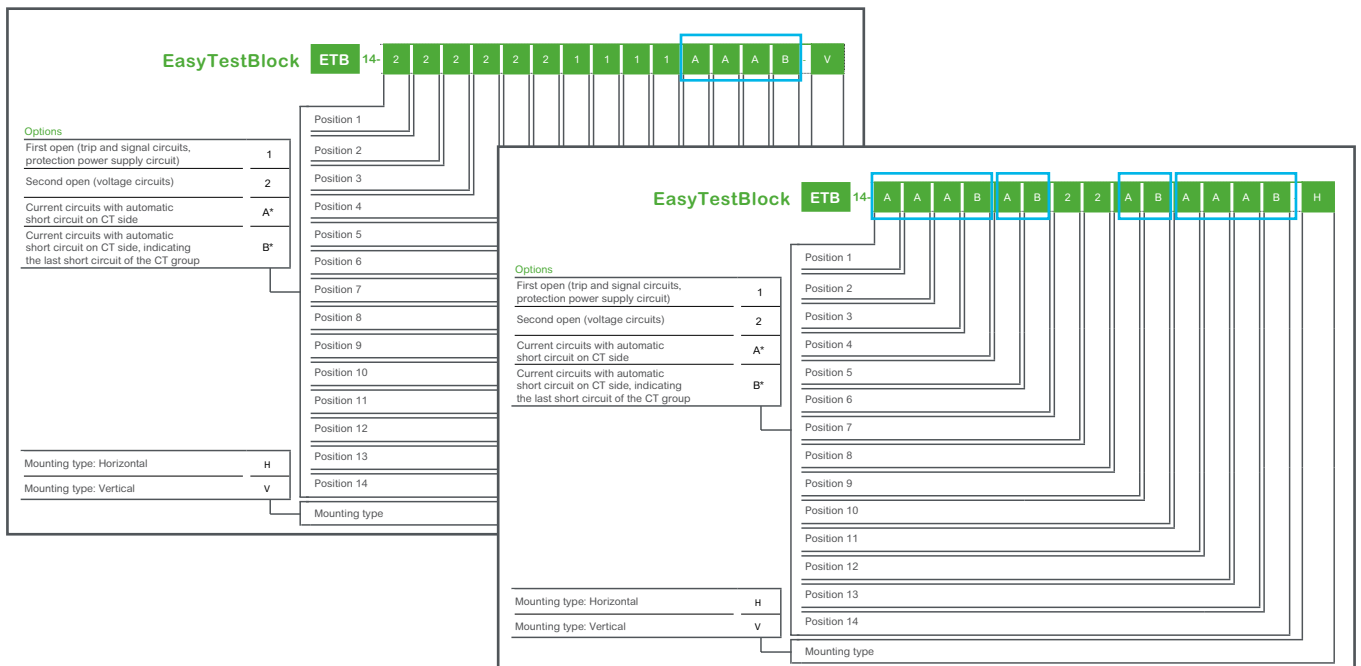 EasyTestBlock ETB 14- 2 2 2 2 2 2 1 1 1 1 A A A B - V
Options
First open (trip and signal circuits,
protection power supply circuit) 1
Second open (voltage circuits) 2
Current circuits with automatic
short circuit on CT side A*
Current circuits with automatic
short circuit on CT side, indicating
the last short circuit of the CT group B*
Mounting type: Horizontal H
Mounting type: Vertical V
Position 1
Position 2
Position 3
Position 4
Position 5
Position 6
Position 7
Position 8
Position 9
Position 10
Position 11
Position 12
Position 13
Position 14
Mounting type
EasyTestBlock ETB 14- A A A B A B 2 2 A B A A A B - H
Options
First open (trip and signal circuits,
protection power supply circuit) 1
Second open (voltage circuits) 2
Current circuits with automatic
short circuit on CT side A*
Current circuits with automatic
short circuit on CT side, indicating
the last short circuit of the CT group B*
Mounting type: Horizontal H
Mounting type: Vertical V
Position 1
Position 2
Position 3
Position 4
Position 5
Position 6
Position 7
Position 8
Position 9
Position 10
Position 11
Position 12
Position 13
Position 14
Mounting type